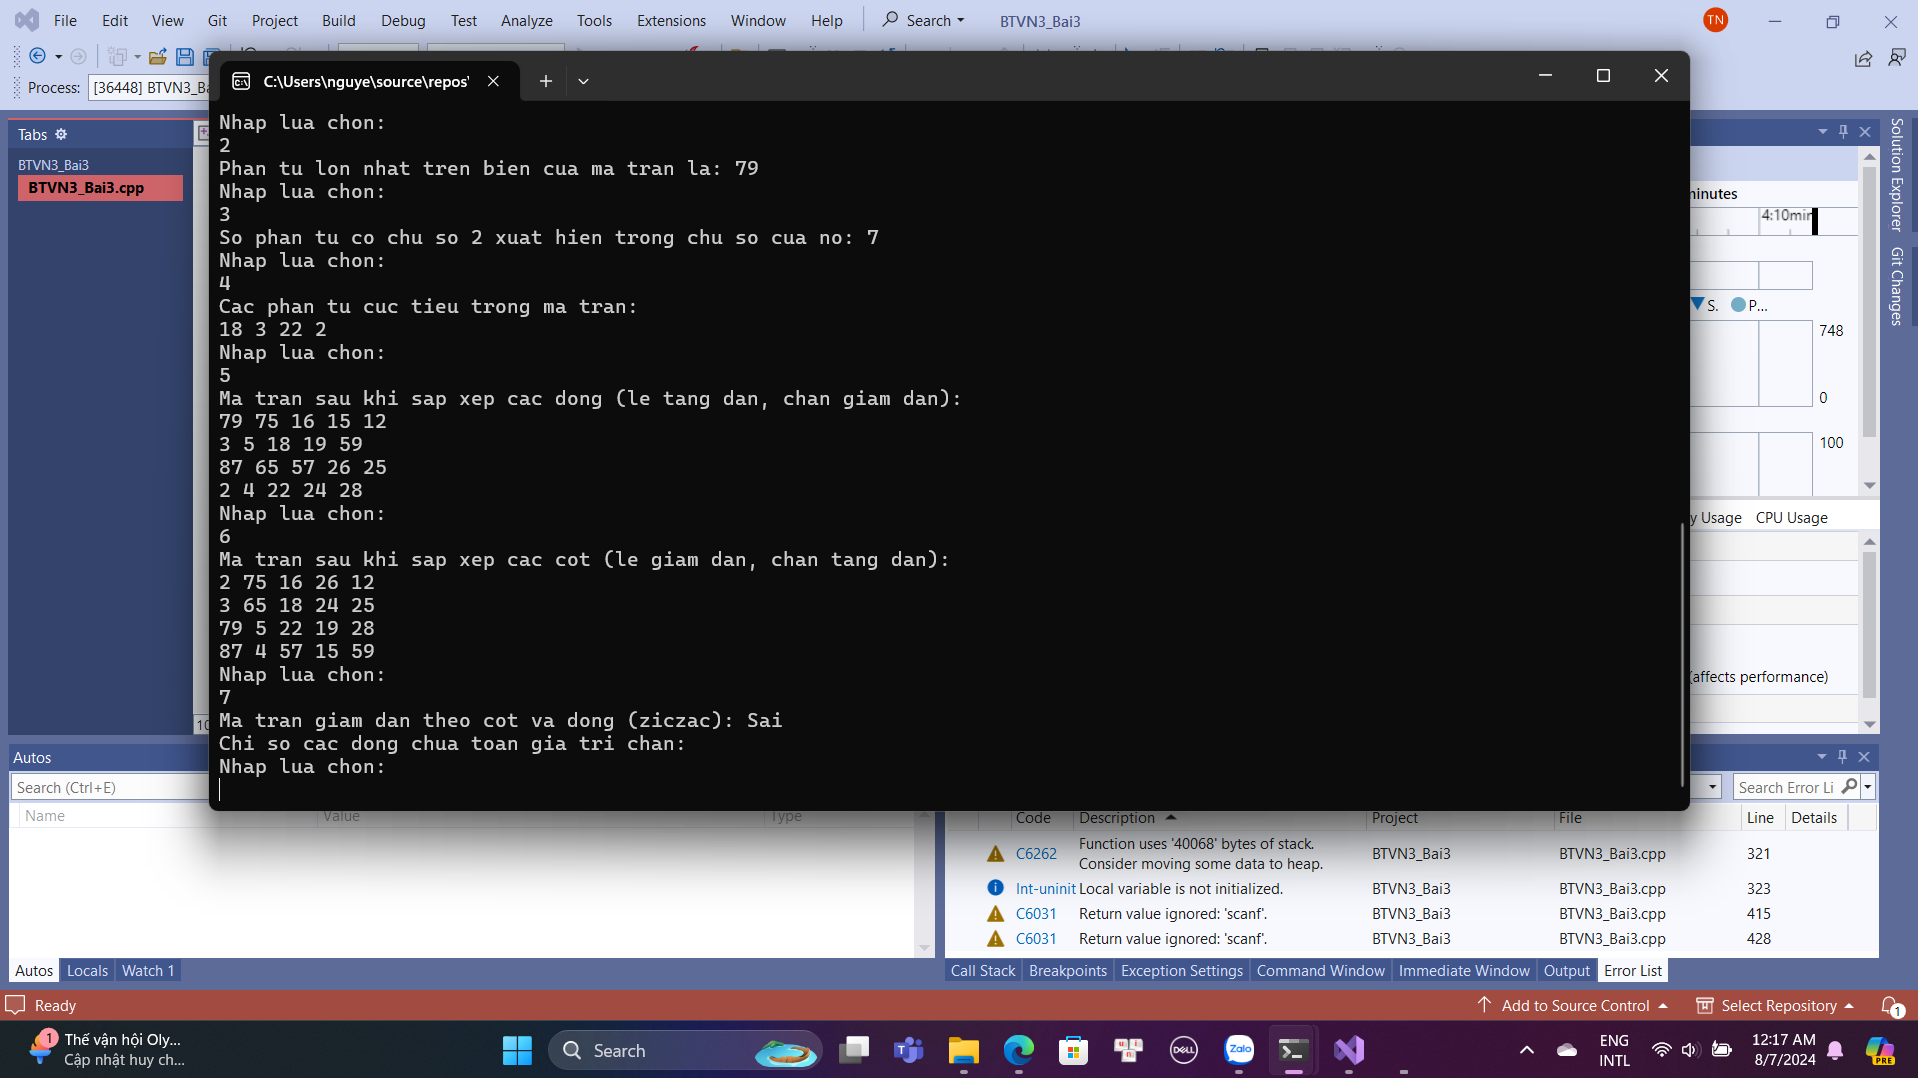 File Edit View Git Project Build Debug Test Analyze Tools Extensions Window Help Search BTVN3_Bai3 TN
Process: [36448] BTVN3_Ba
C:\Users\nguye\source\repos'
Tabs
BTVN3_Bai3
BTVN3_Bai3.cpp
Nhap lua chon:
2
Phan tu lon nhat tren bien cua ma tran la: 79
Nhap lua chon:
3
So phan tu co chu so 2 xuat hien trong chu so cua no: 7
Nhap lua chon:
4
Cac phan tu cuc tieu trong ma tran:
18 3 22 2
Nhap lua chon:
5
Ma tran sau khi sap xep cac dong (le tang dan, chan giam dan):
79 75 16 15 12
3 5 18 19 59
87 65 57 26 25
2 4 22 24 28
Nhap lua chon:
6
Ma tran sau khi sap xep cac cot (le giam dan, chan tang dan):
2 75 16 26 12
3 65 18 24 25
79 5 22 19 28
87 4 57 15 59
Nhap lua chon:
7
Ma tran giam dan theo cot va dong (ziczac): Sai
Chi so cac dong chua toan gia tri chan:
Nhap lua chon:
inutes
4:10min
S. P...
748
0
100
y Usage CPU Usage
(affects performance)
Solution Explorer
Git Changes
10
Autos
Search (Ctrl+E)
Name Value Type
Search Error Li
Code Description Project File Line Details
C6262 Function uses '40068' bytes of stack. Consider moving some data to heap. BTVN3_Bai3 BTVN3_Bai3.cpp 321
Int-uninit Local variable is not initialized. BTVN3_Bai3 BTVN3_Bai3.cpp 323
C6031 Return value ignored: 'scanf'. BTVN3_Bai3 BTVN3_Bai3.cpp 415
C6031 Return value ignored: 'scanf'. BTVN3_Bai3 BTVN3_Bai3.cpp 428
Autos Locals Watch 1
Call Stack Breakpoints Exception Settings Command Window Immediate Window Output Error List
Ready Add to Source Control Select Repository 1
1 Thế vận hội Oly...
Cập nhật huy ch...
Search
DELL
Zalo
ENG
INTL
12:17 AM
8/7/2024
PRE